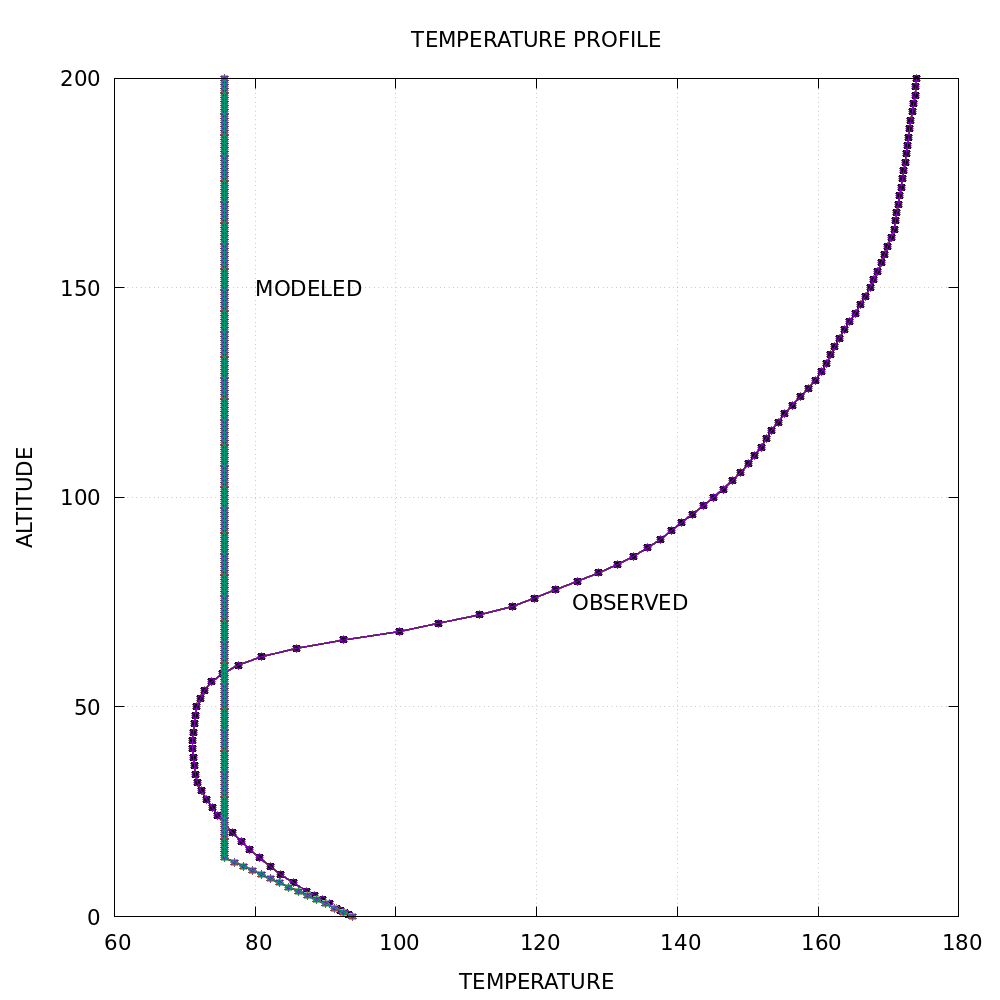 TEMPERATURE PROFILE
200
150
100
50
0
ALTITUDE
MODELED
OBSERVED
60 80 100 120 140 160 180
TEMPERATURE